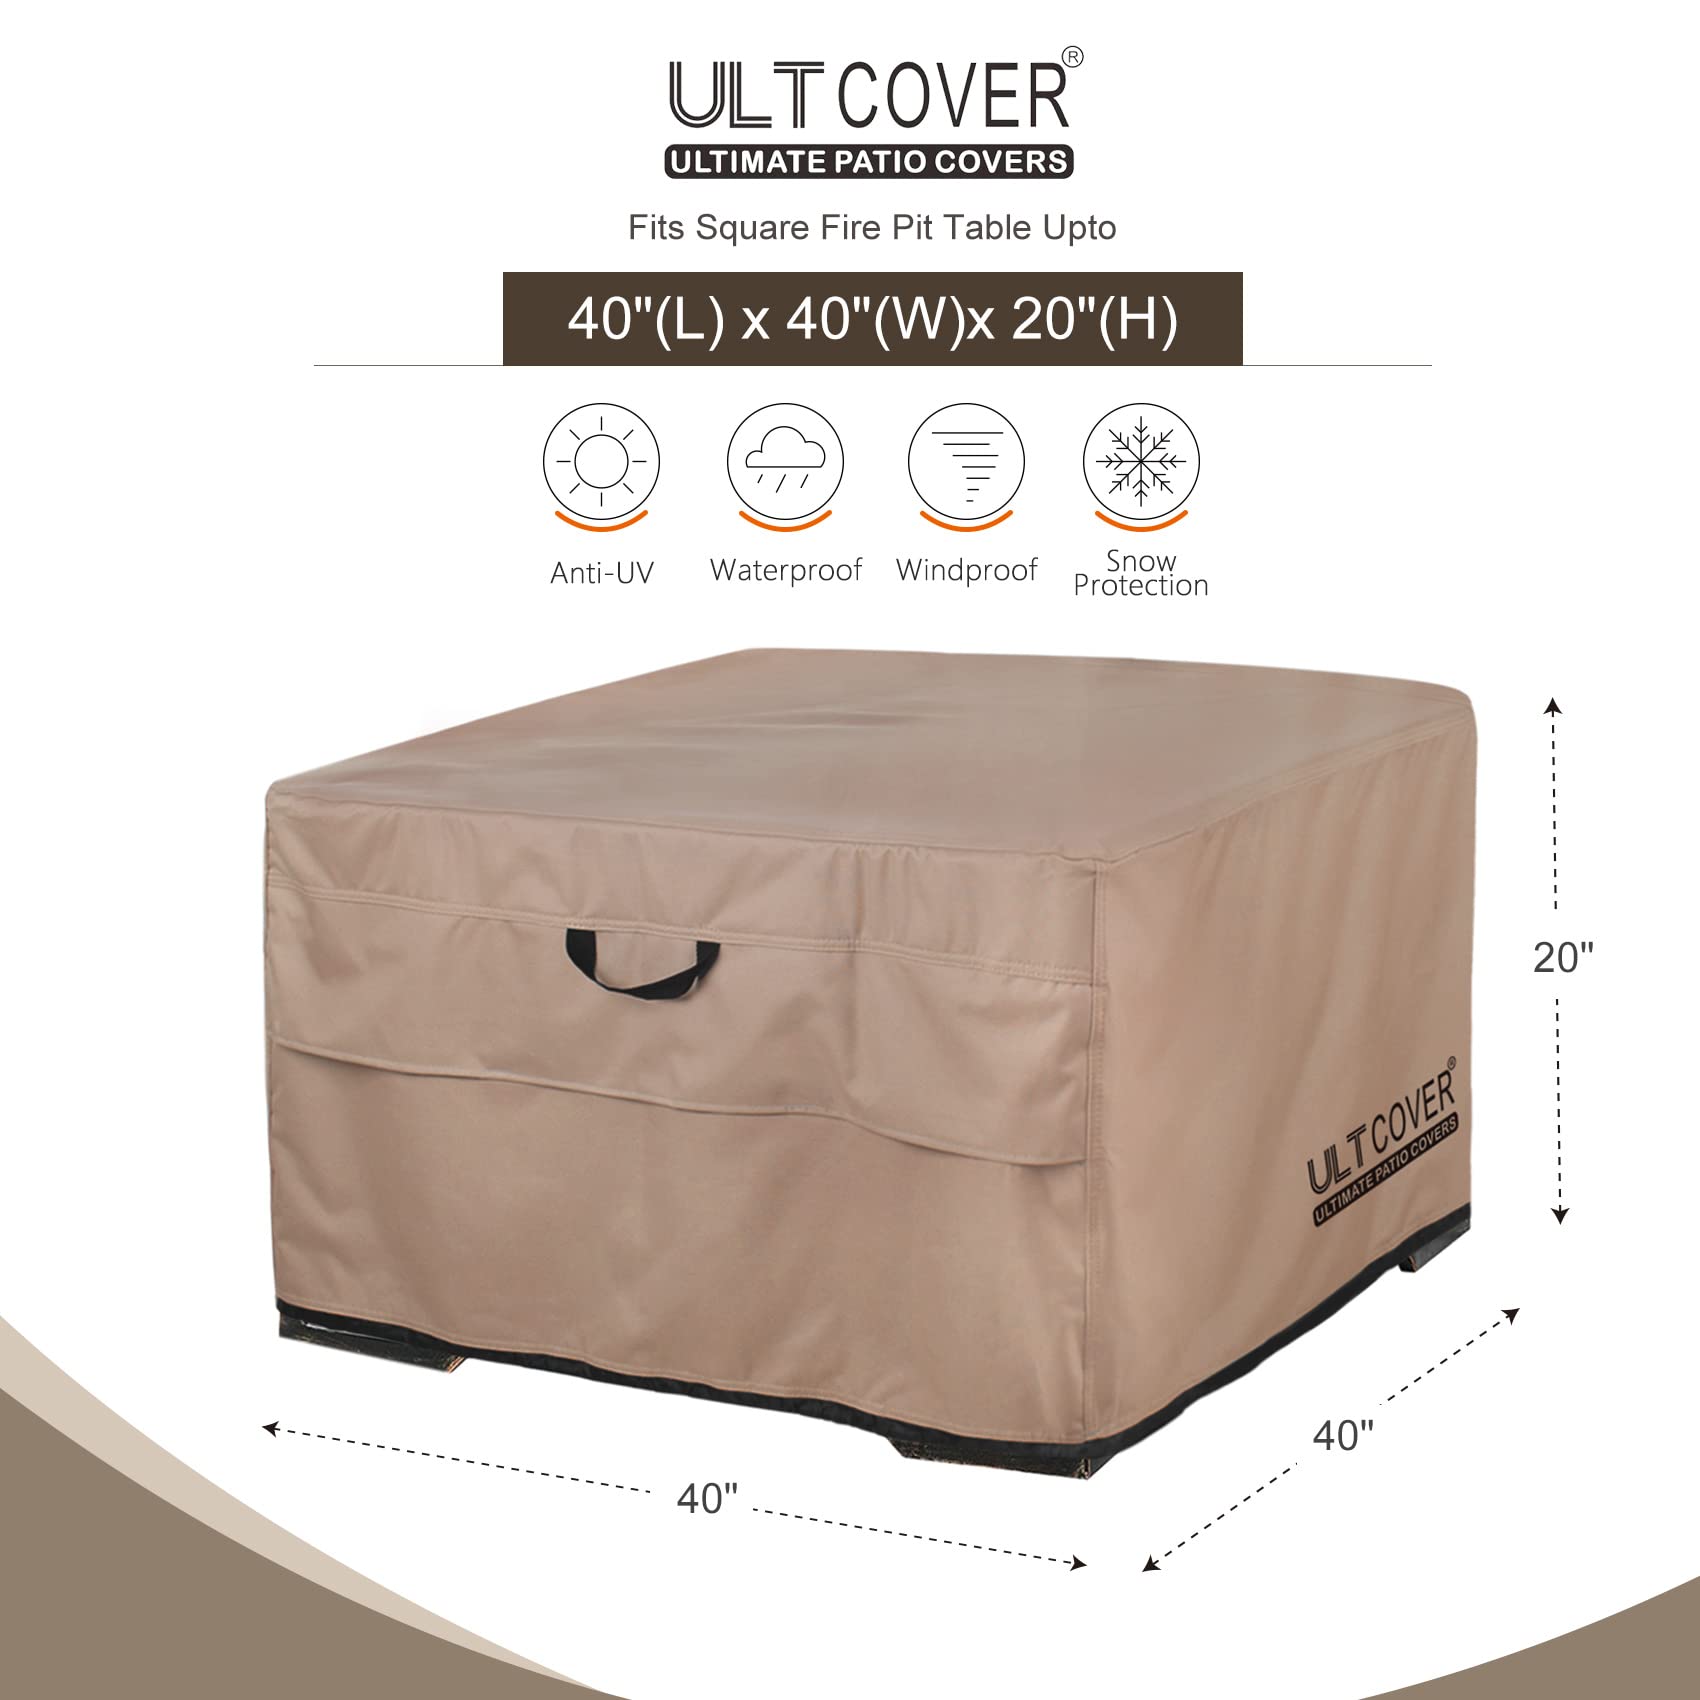 ULTCOVER®
ULTIMATE PATIO COVERS
Fits Square Fire Pit Table Upto
40"(L) x 40"(W)x 20"(H)
Anti-UV
Waterproof
Windproof
Snow
Protection
20"
ULTCOVER®
ULTIMATE PATIO COVERS
40"
40"